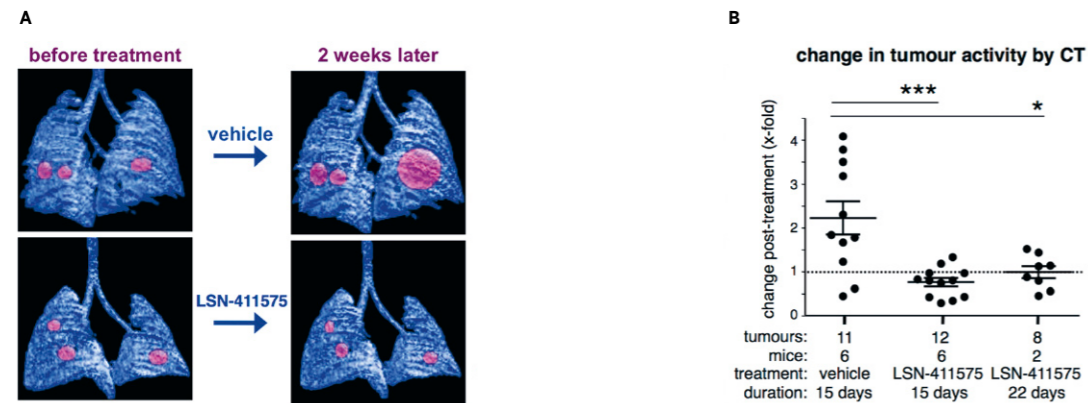 A
before treatment
2 weeks later
vehicle
LSN-411575
B
change in tumour activity by CT
***
*
change post-treatment (x-fold)
4
3
2
1
0
tumours: 11 12 8
mice: 6 6 2
treatment: vehicle LSN-411575 LSN-411575
duration: 15 days 15 days 22 days